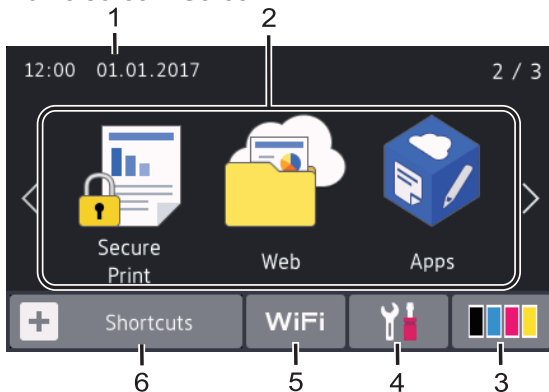 1
2
12:00 01.01.2017 2 / 3
Secure
Print
Web
Apps
Shortcuts
WiFi
6
5
4
3